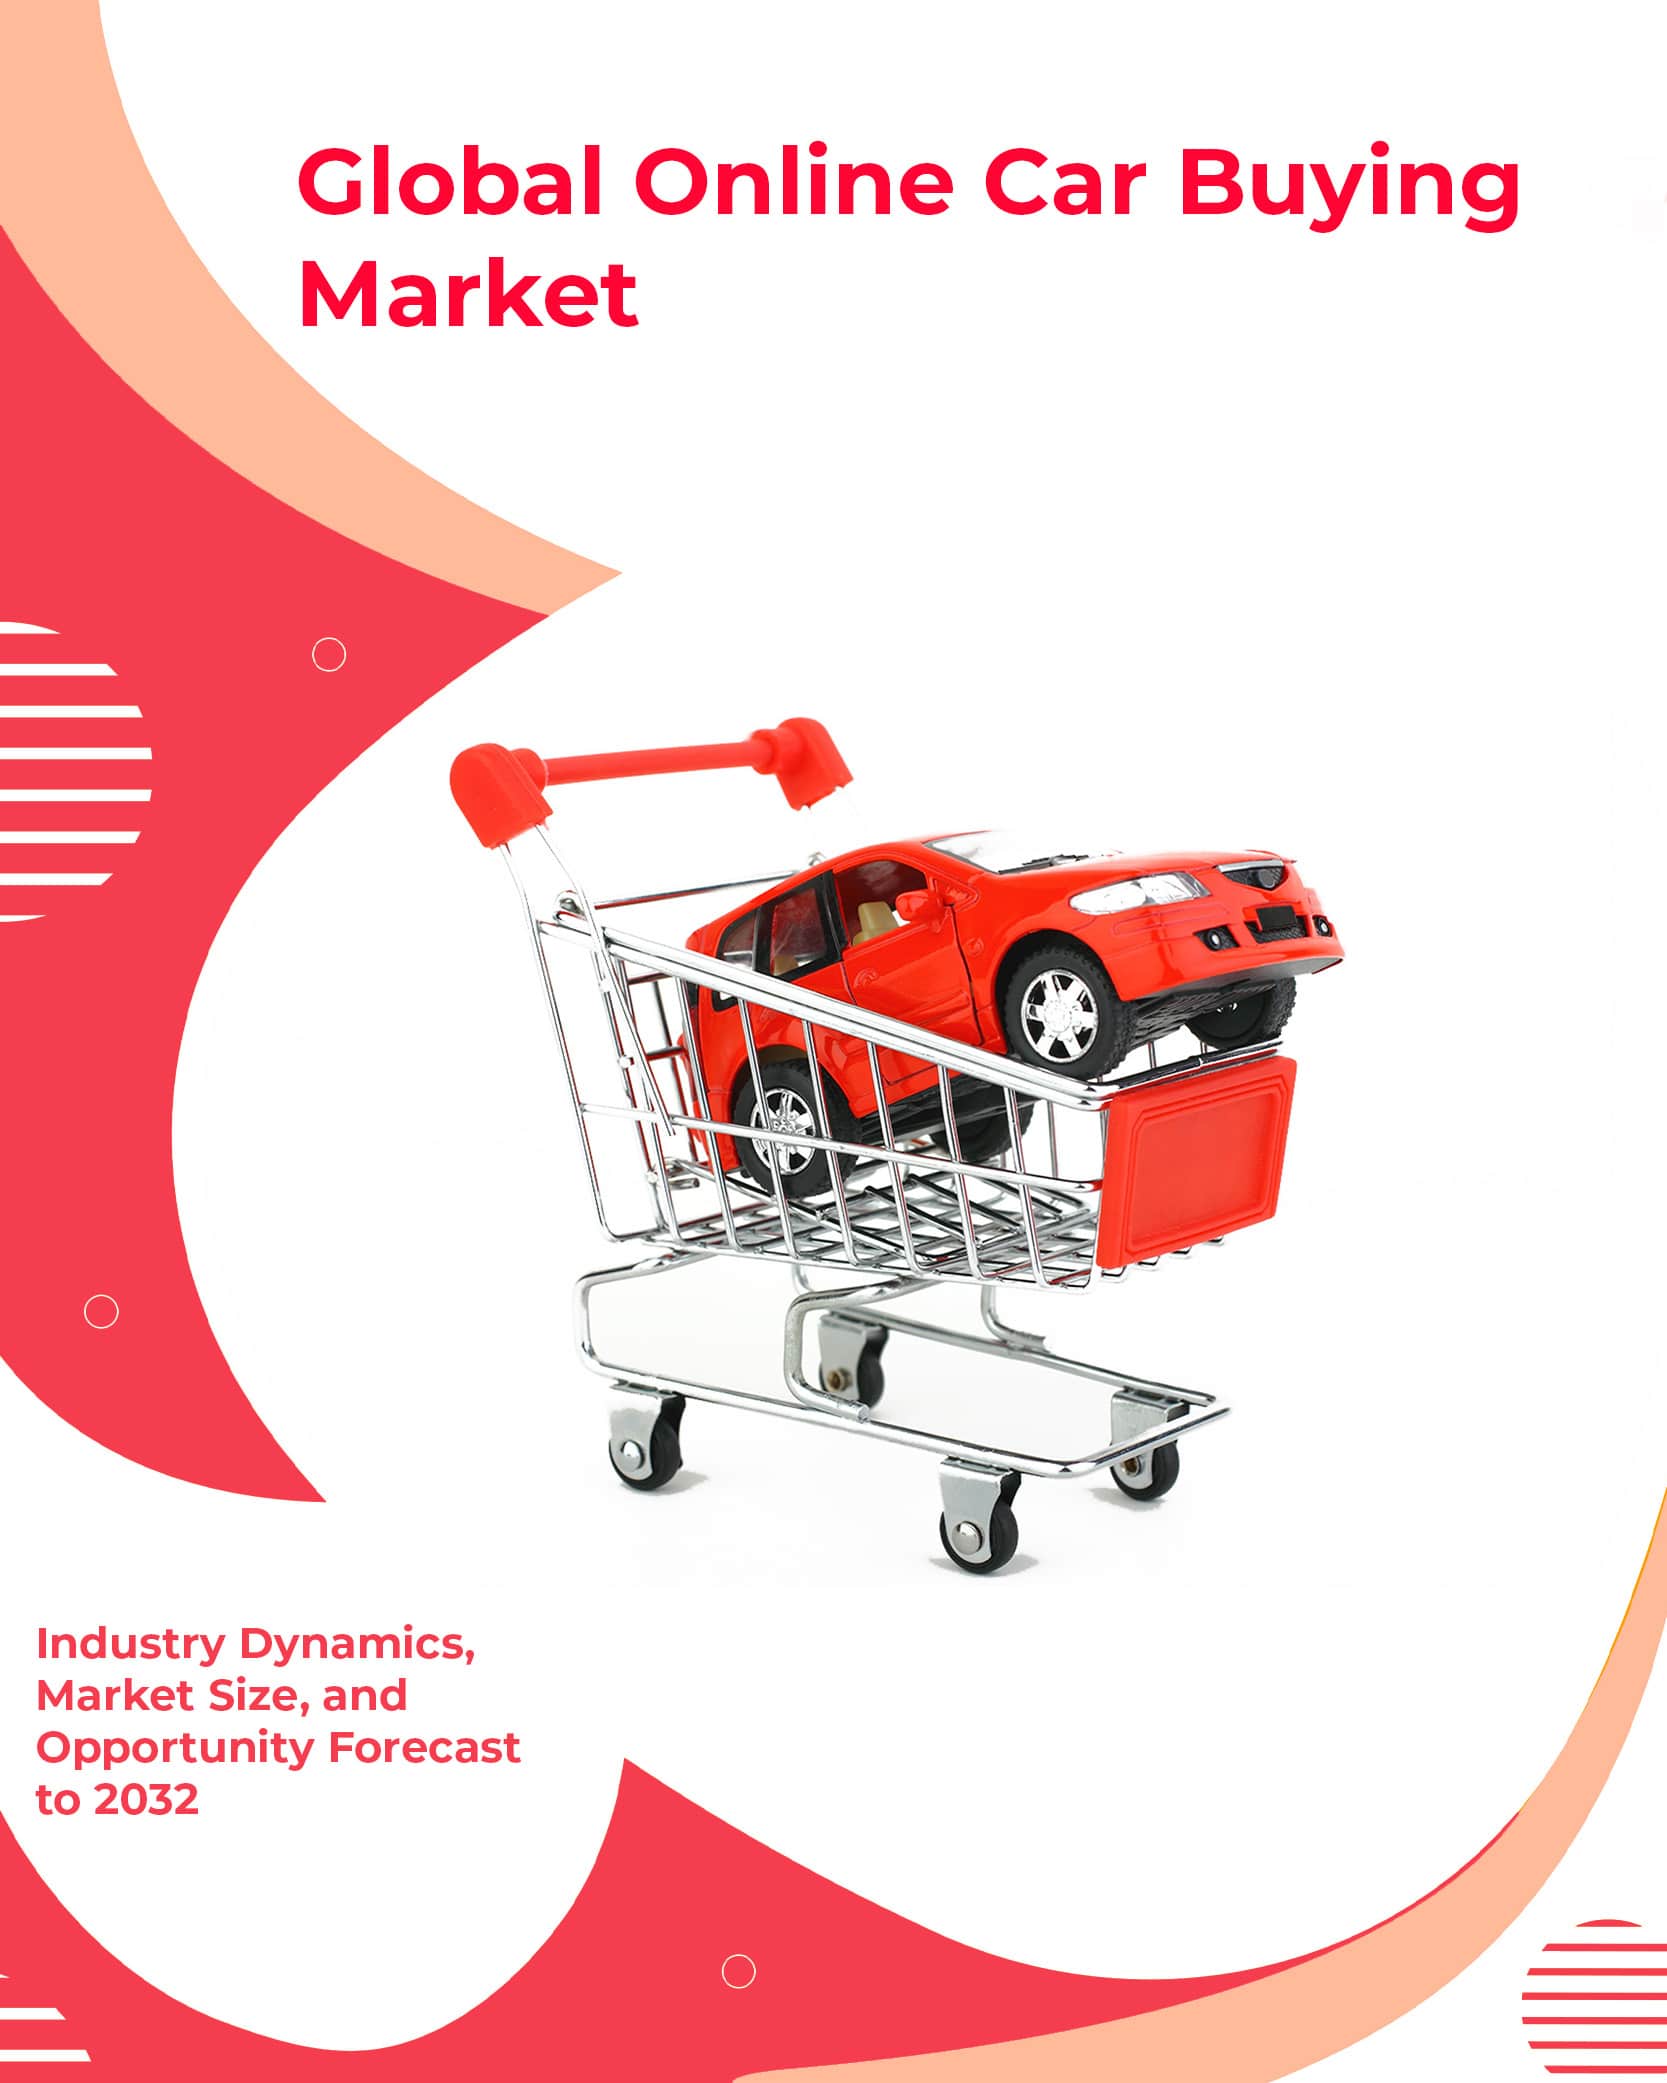 Global Online Car Buying
Market
Industry Dynamics,
Market Size, and
Opportunity Forecast
to 2032